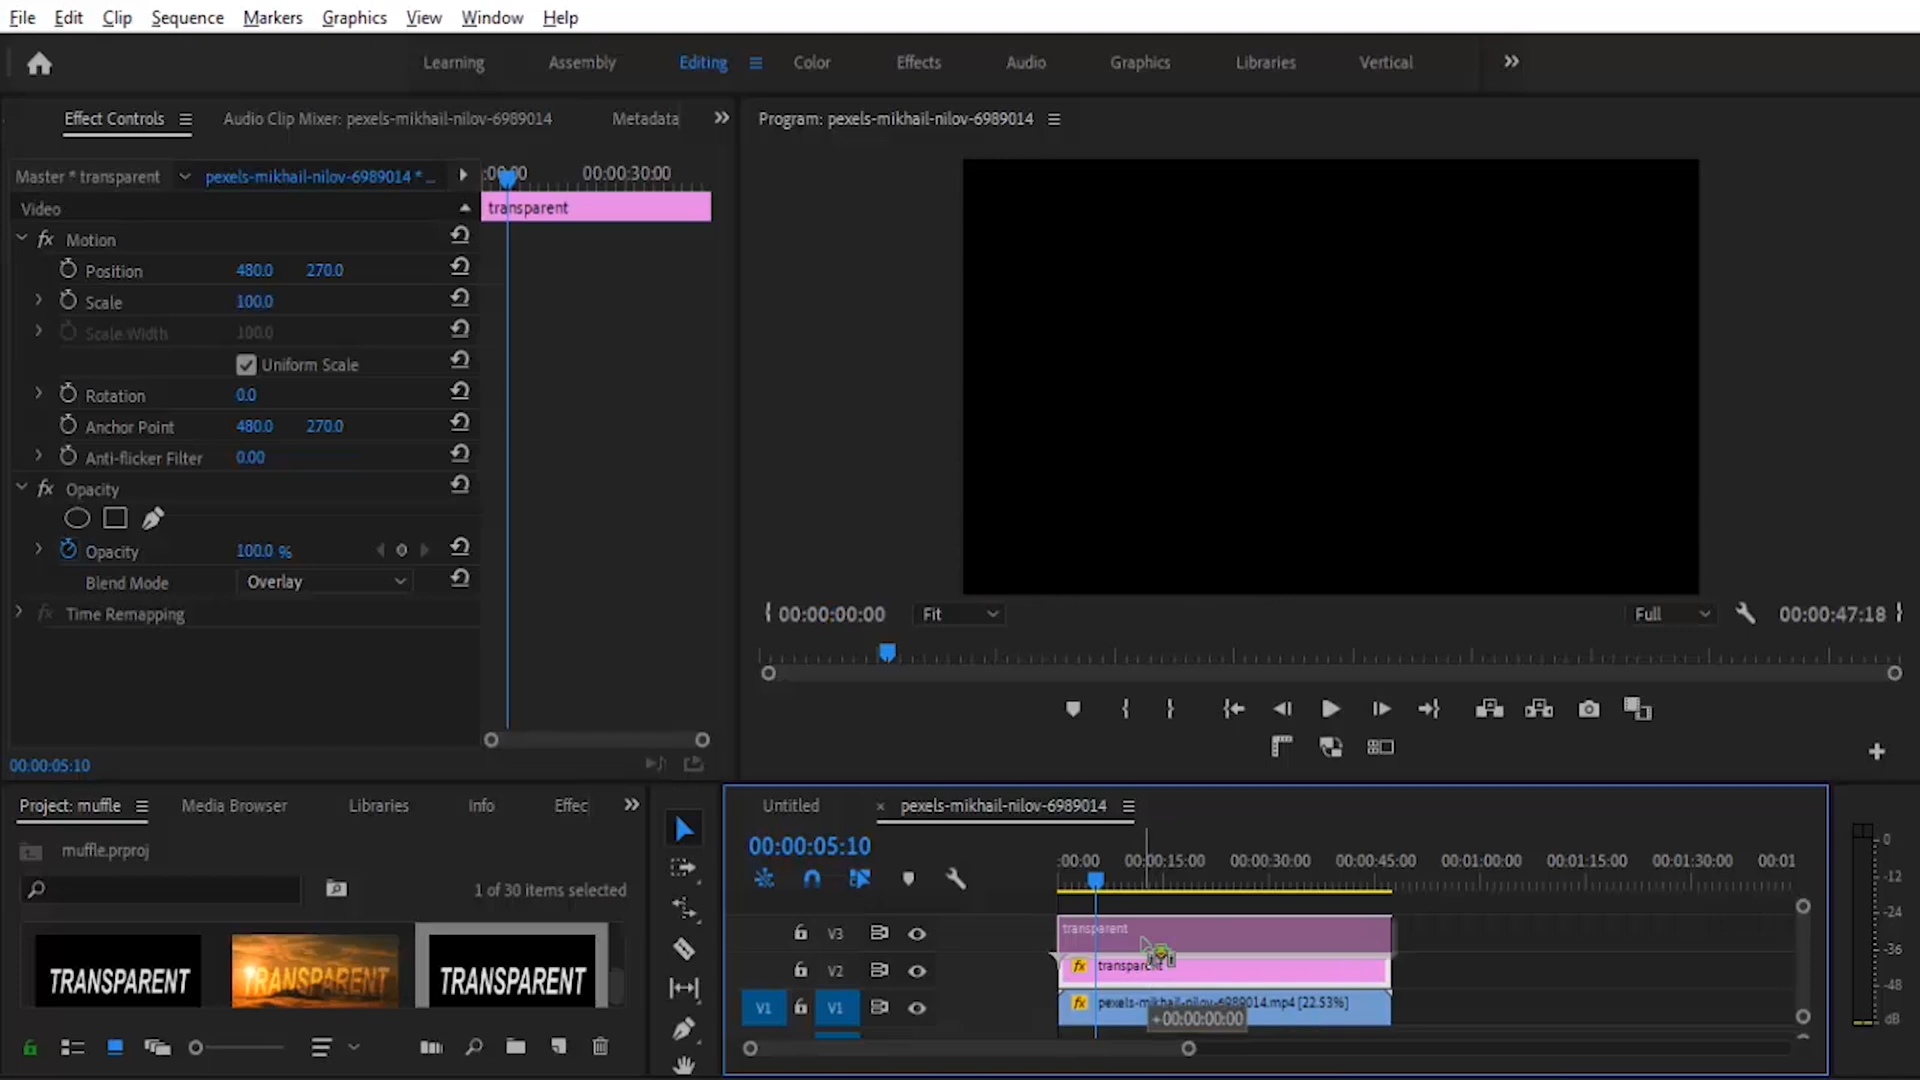 File Edit Clip Sequence Markers Graphics View Window Help
Learning Assembly Editing Color Effects Audio Graphics Libraries Vertical
Effect Controls Audio Clip Mixer: pexels-mikhail-nilov-6989014 Metadata
Program: pexels-mikhail-nilov-6989014
Master * transparent pexels-mikhail-nilov-6989014 * ...
:00:00 00:00:30:00
Video
transparent
fx Motion
Position 480.0 270.0
Scale 100.0
Scale Width 100.0
Uniform Scale
Rotation 0.0
Anchor Point 480.0 270.0
Anti-flicker Filter 0.00
fx Opacity
Opacity 100.0 %
Blend Mode Overlay
fx Time Remapping
00:00:05:10
00:00:00:00 Fit Full 00:00:47:18
Project: muffle Media Browser Libraries Info Effec
muffle.prproj
1 of 30 items selected
TRANSPARENT
TRANSPARENT
TRANSPARENT
Untitled × pexels-mikhail-nilov-6989014
00:00:05:10
:00:00 00:00:15:00 00:00:30:00 00:00:45:00 00:01:00:00 00:01:15:00 00:01:30:00 00:01
V3 transparent
V2 fx transparent
V1 V1 fx pexels-mikhail-nilov-6989014.mp4 [22.53%]
+00:00:00:00
0
-12
-24
-36
-48
dB